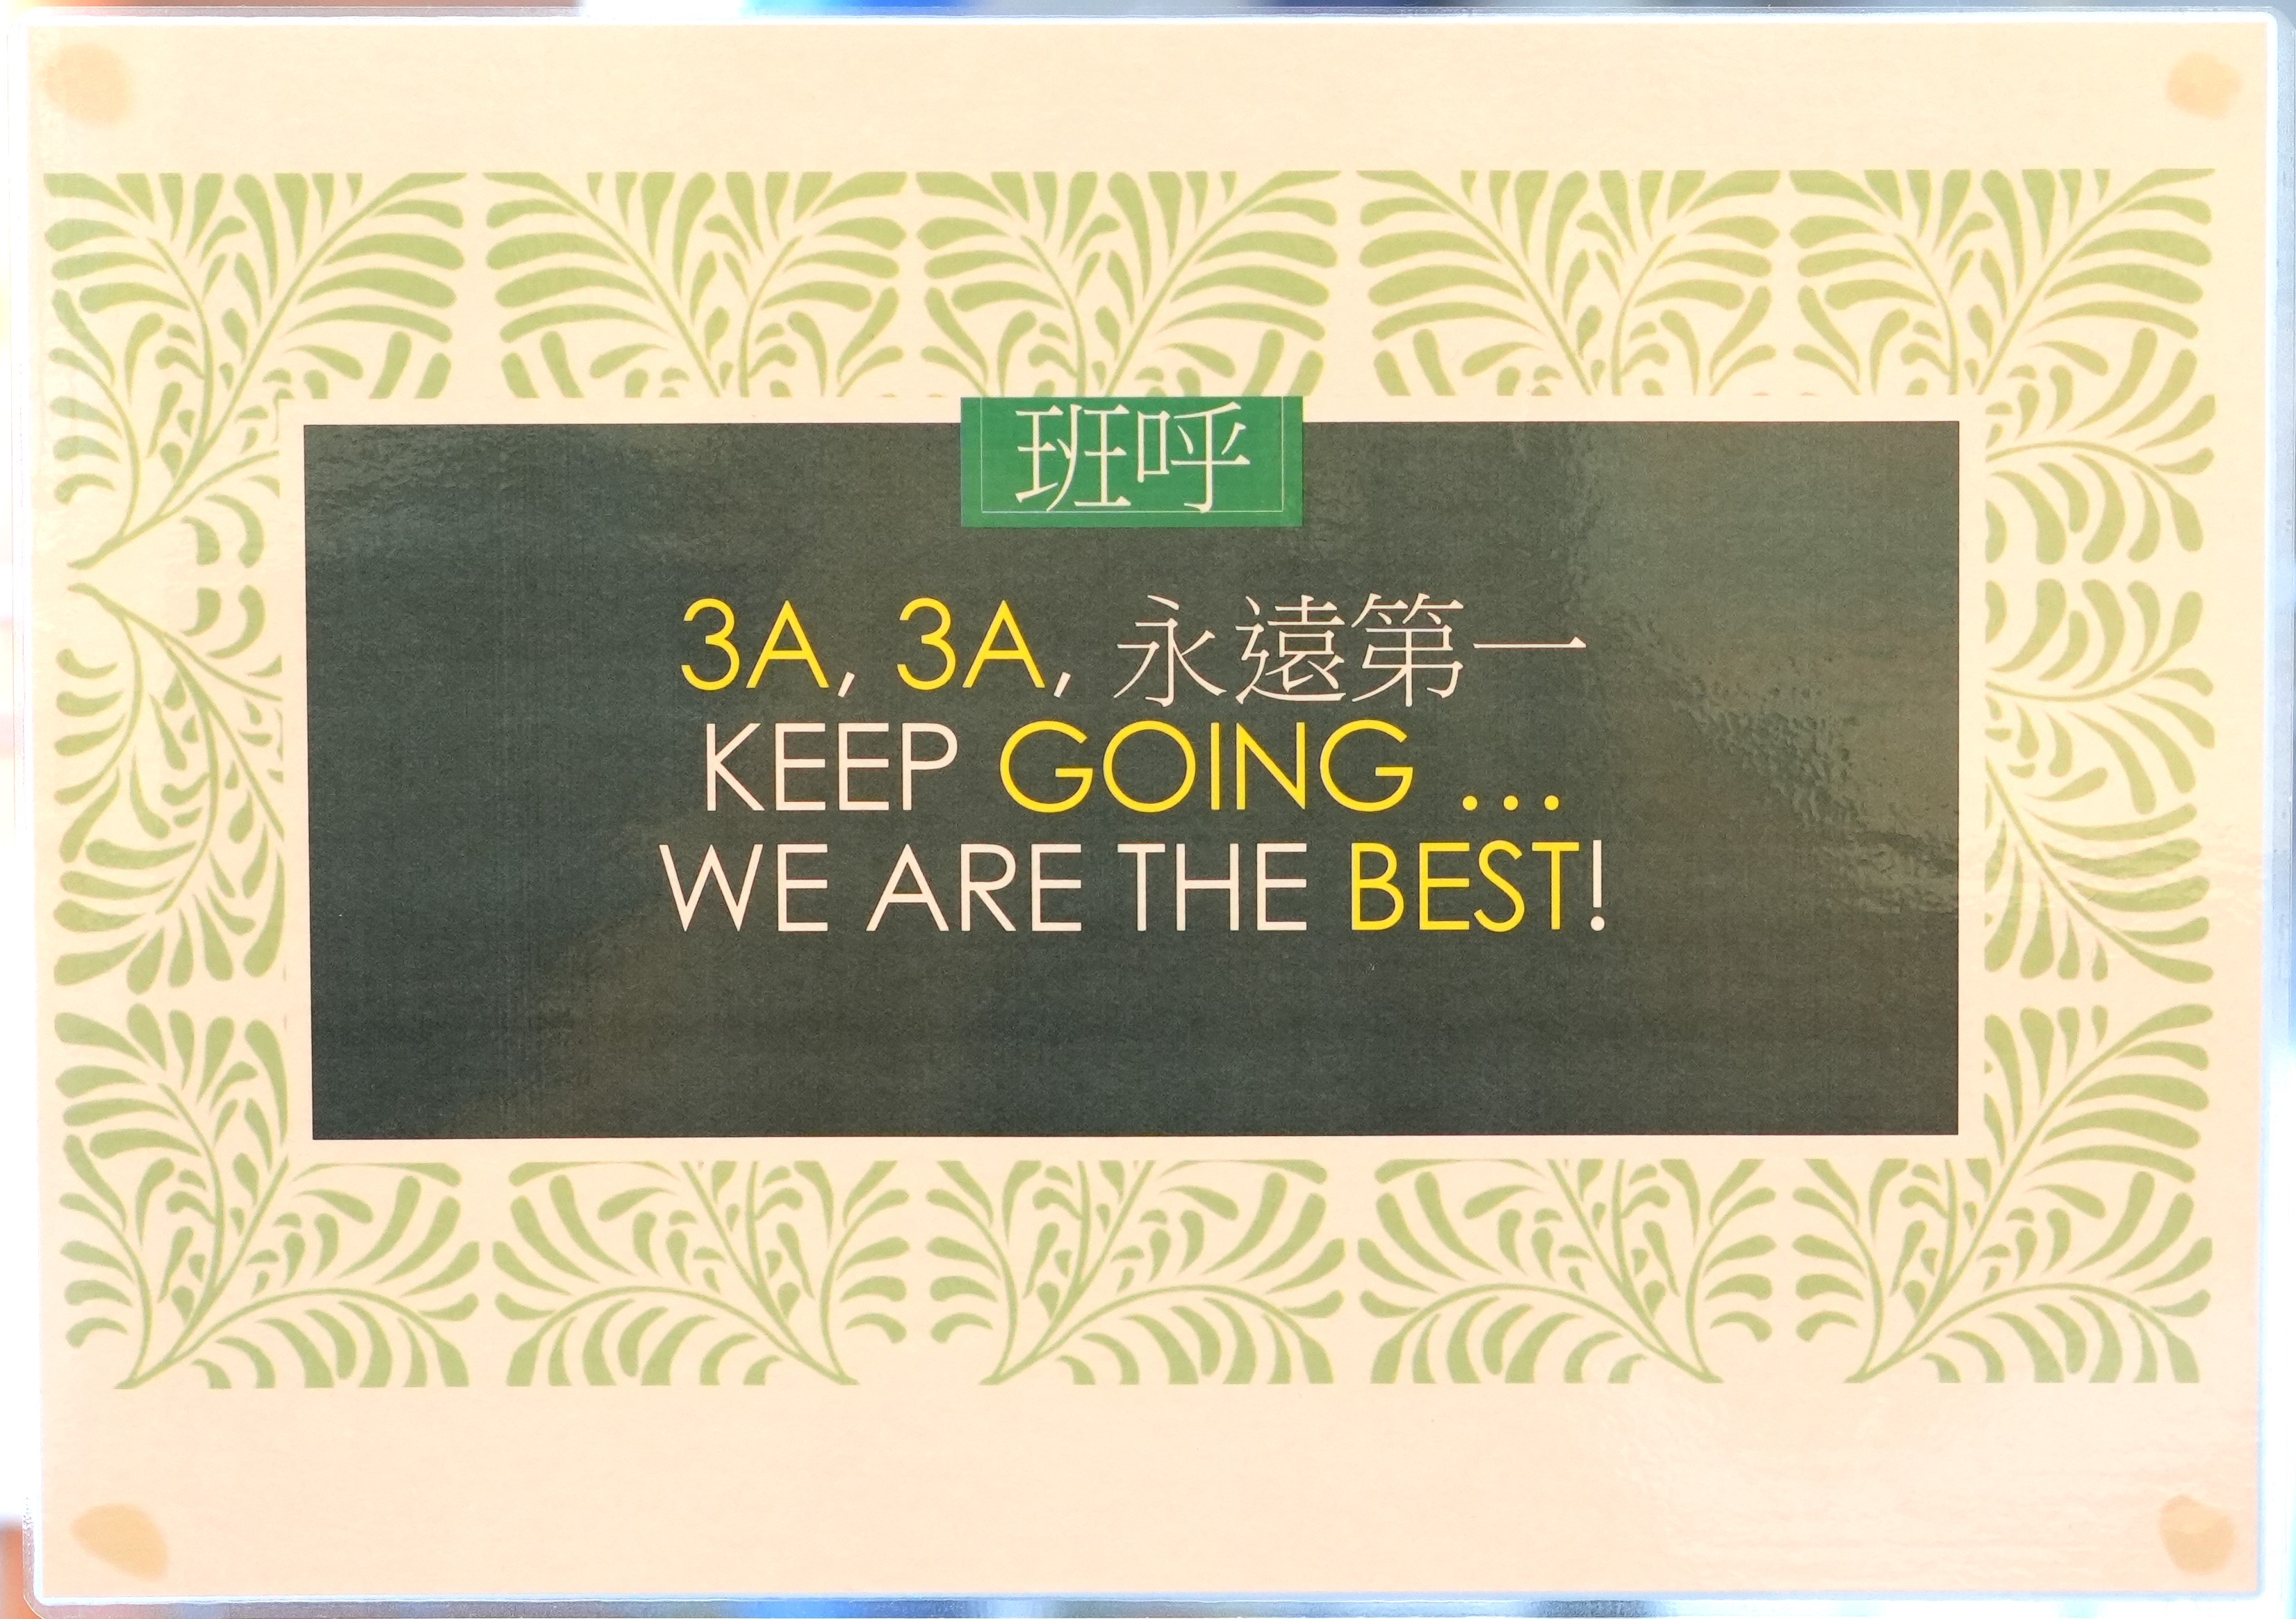 班呼
3A, 3A, 永遠第一
KEEP GOING ...
WE ARE THE BEST!